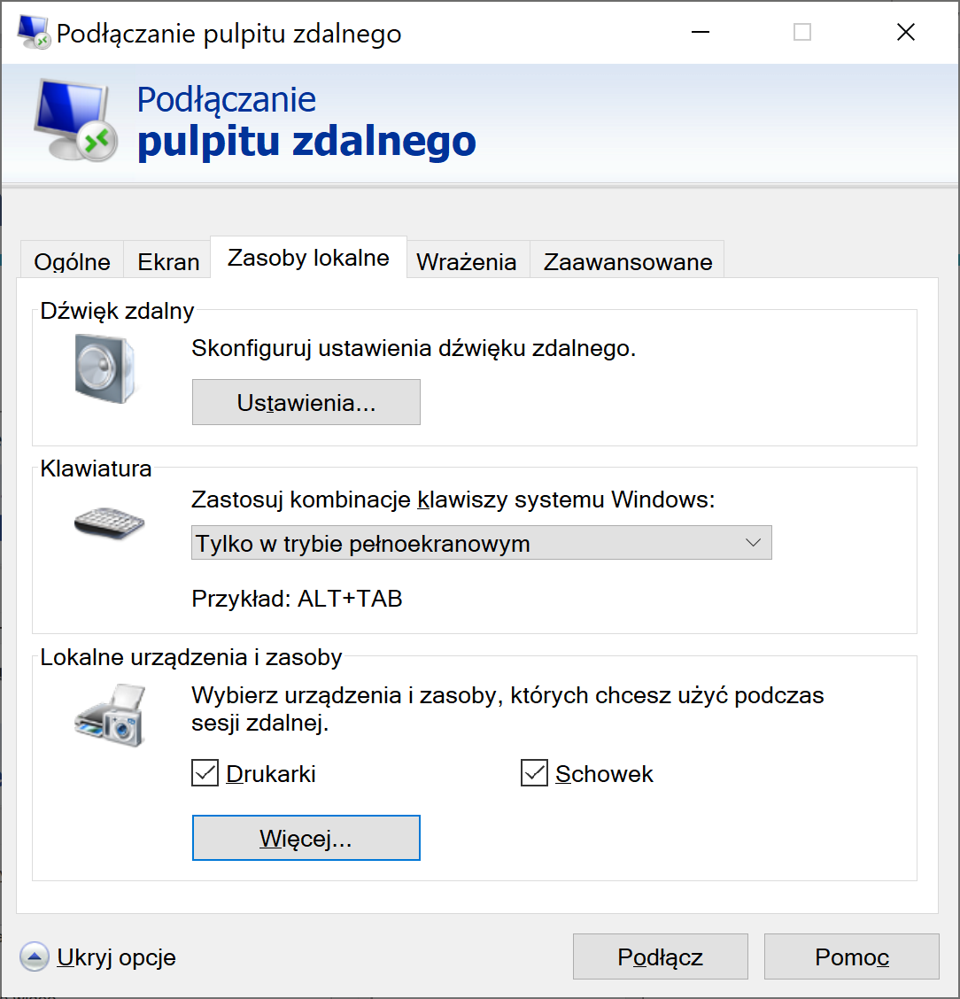 Podłączanie pulpitu zdalnego
Podłączanie
pulpitu zdalnego
Ogólne
Ekran
Zasoby lokalne
Wrażenia
Zaawansowane
Dźwięk zdalny
Skonfiguruj ustawienia dźwięku zdalnego.
Ustawienia...
Klawiatura
Zastosuj kombinacje klawiszy systemu Windows:
Tylko w trybie pełnoekranowym
Przykład: ALT+TAB
Lokalne urządzenia i zasoby
Wybierz urządzenia i zasoby, których chcesz użyć podczas
sesji zdalnej.
Drukarki
Schowek
Więcej...
Ukryj opcje
Podłącz
Pomoc